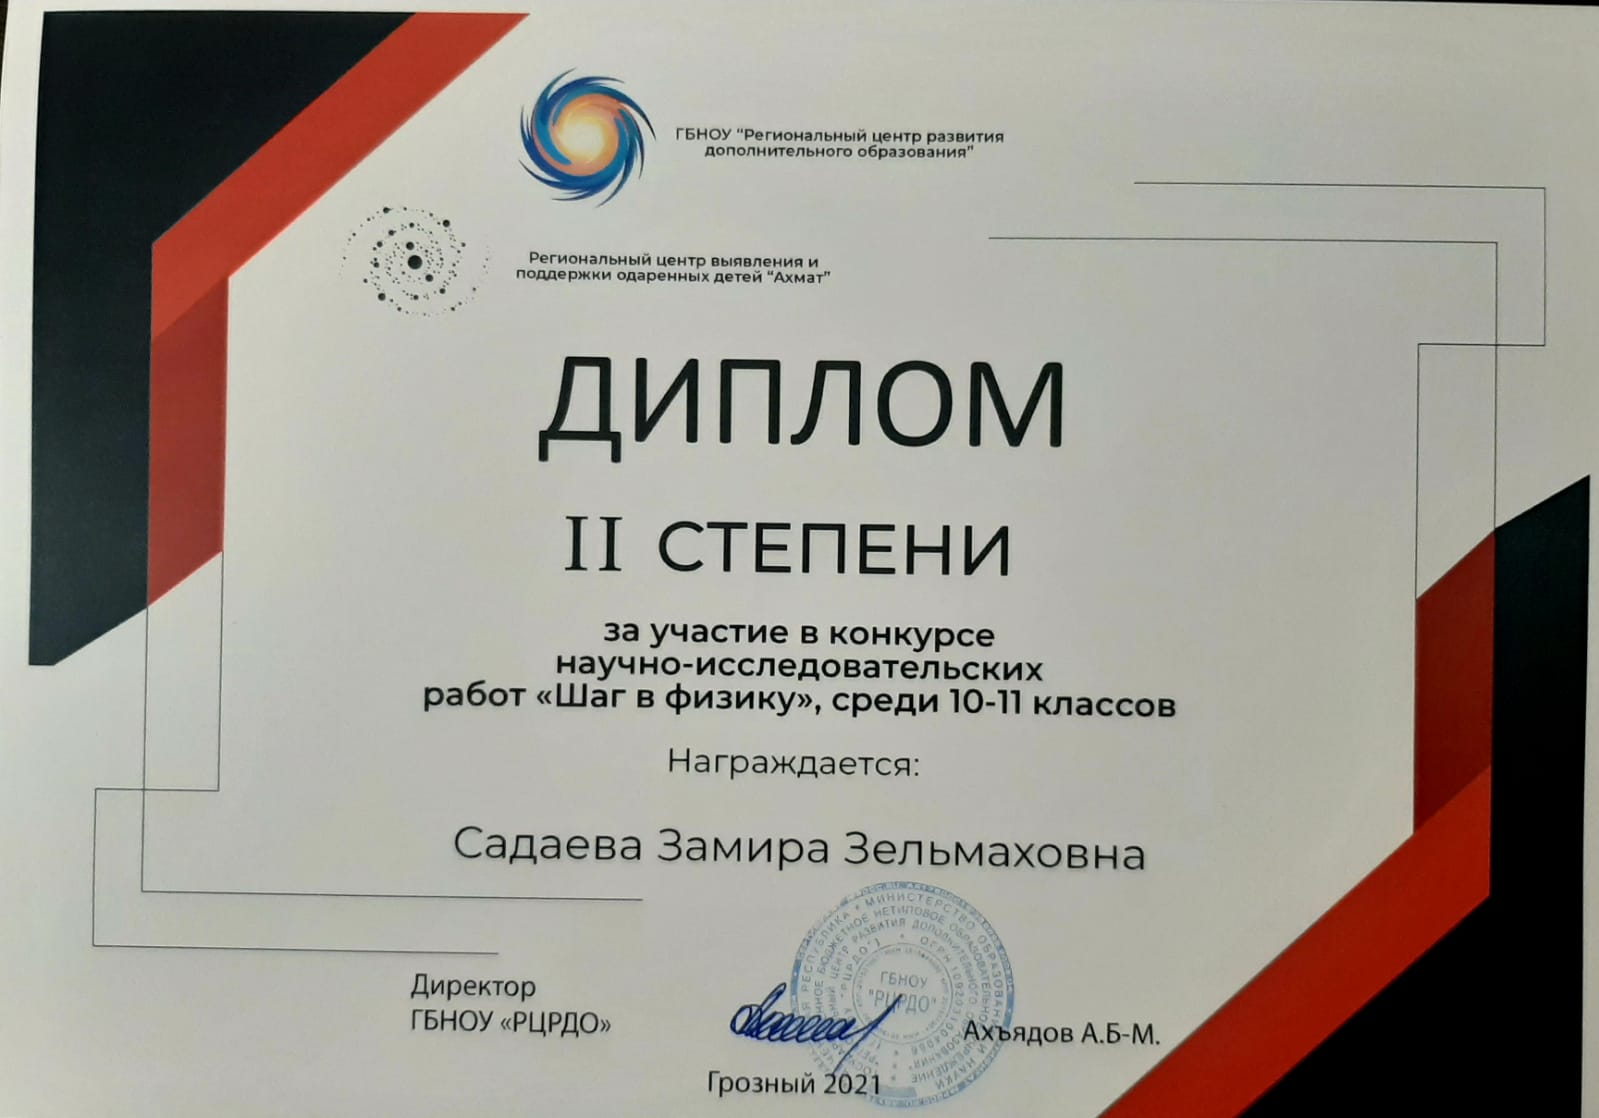 ГБНОУ "Региональный центр развития
дополнительного образования"
Региональный центр выявления и
поддержки одаренных детей "Ахмат"
ДИПЛОМ
II СТЕПЕНИ
за участие в конкурсе
научно-исследовательских
работ «Шаг в физику», среди 10-11 классов
Награждается:
Садаева Замира Зельмаховна
Директор
ГБНОУ «РЦРДО»
ГБНОУ
"РЦРДО"
Ахъядов А.Б-М.
Грозный 2021